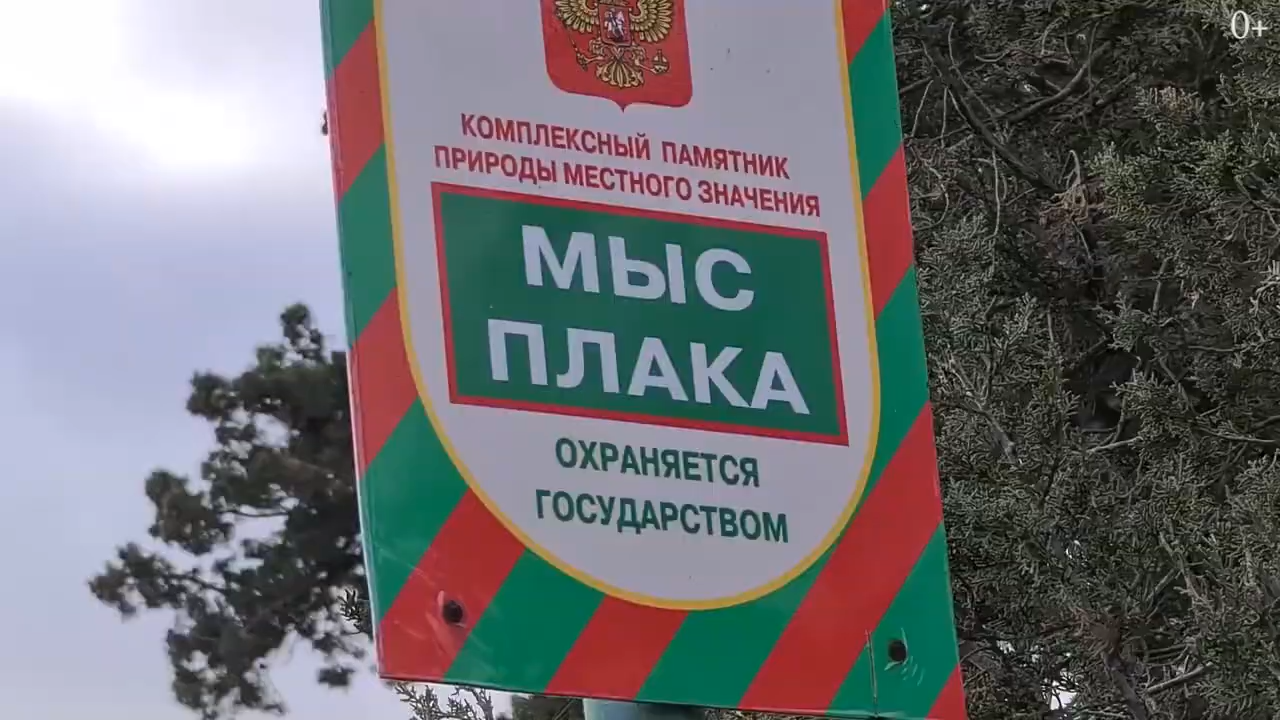 0+
КОМПЛЕКСНЫЙ ПАМЯТНИК
ПРИРОДЫ МЕСТНОГО ЗНАЧЕНИЯ
МЫС
ПЛАКА
ОХРАНЯЕТСЯ
ГОСУДАРСТВОМ